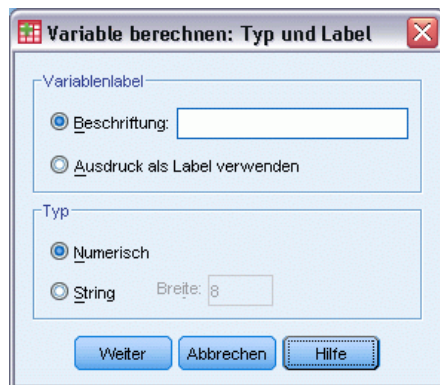 Variable berechnen: Typ und Label
Variablenlabel
Beschriftung:
Ausdruck als Label verwenden
Typ
Numerisch
String Breite: 8
Weiter Abbrechen Hilfe